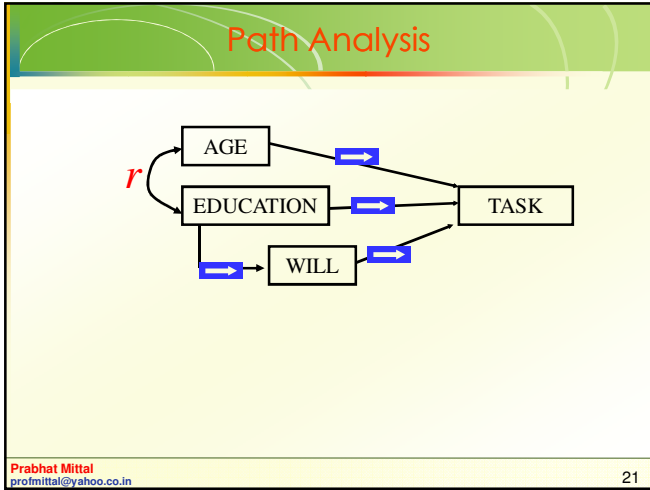 Path Analysis
AGE
r
EDUCATION
TASK
WILL
Prabhat Mittal
profmittal@yahoo.co.in
21